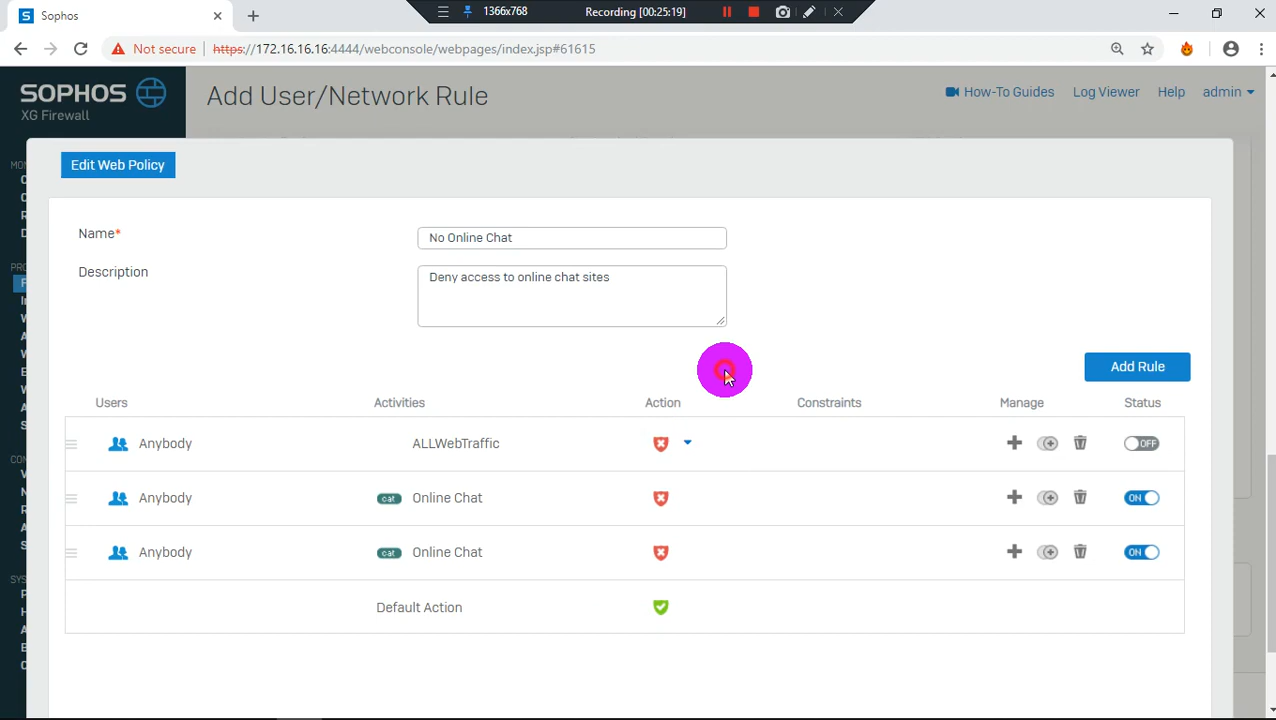 Sophos
1366x768
Recording [00:25:19]
Not secure
https://172.16.16.16:4444/webconsole/webpages/index.jsp#61615
SOPHOS
XG Firewall
Add User/Network Rule
How-To Guides
Log Viewer
Help
admin
Edit Web Policy
Name*
No Online Chat
Description
Deny access to online chat sites
Add Rule
Users Activities Action Constraints Manage Status
Anybody ALLWebTraffic OFF
Anybody cat Online Chat ON
Anybody cat Online Chat ON
Default Action